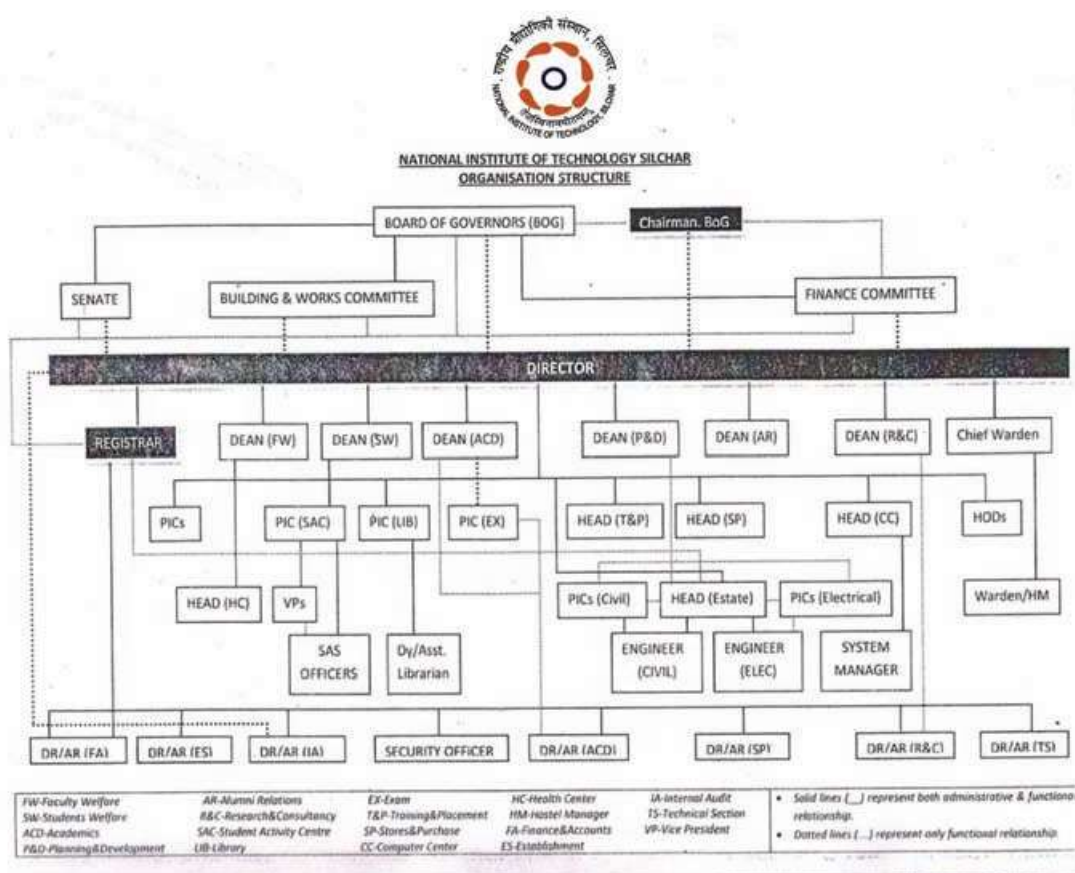 राष्ट्रीय प्रौद्योगिकी संस्थान, सिलचर
NATIONAL INSTITUTE OF TECHNOLOGY, SILCHAR
NATIONAL INSTITUTE OF TECHNOLOGY SILCHAR
ORGANISATION STRUCTURE
BOARD OF GOVERNORS (BOG)
Chairman. BoG
SENATE
BUILDING & WORKS COMMITTEE
FINANCE COMMITTEE
DIRECTOR
REGISTRAR
DEAN (FW)
DEAN (SW)
DEAN (ACD)
DEAN (P&D)
DEAN (AR)
DEAN (R&C)
Chief Warden
PICs
PIC (SAC)
PIC (LIB)
PIC (EX)
HEAD (T&P)
HEAD (SP)
HEAD (CC)
HODs
HEAD (HC)
VPs
PICs (Civil)
HEAD (Estate)
PICs (Electrical)
Warden/HM
SAS
OFFICERS
Dy/Asst.
Librarian
ENGINEER
(CIVIL)
ENGINEER
(ELEC)
SYSTEM
MANAGER
DR/AR (FA)
DR/AR (ES)
DR/AR (IA)
SECURITY OFFICER
DR/AR (ACD)
DR/AR (SP)
DR/AR (R&C)
DR/AR (TS)
FW-Faculty Welfare
SW-Students Welfare
ACD-Academics
P&D-Planning&Development
AR-Alumni Relations
R&C-Research&Consultancy
SAC-Student Activity Centre
LIB-Library
EX-Exam
T&P-Training&Placement
SP-Stores&Purchase
CC-Computer Center
HC-Health Center
HM-Hostel Manager
FA-Finance&Accounts
ES-Establishment
IA-Internal Audit
TS-Technical Section
VP-Vice President
• Solid lines (__) represent both administrative & functional
relationship.
• Dotted lines (...) represent only functional relationship.